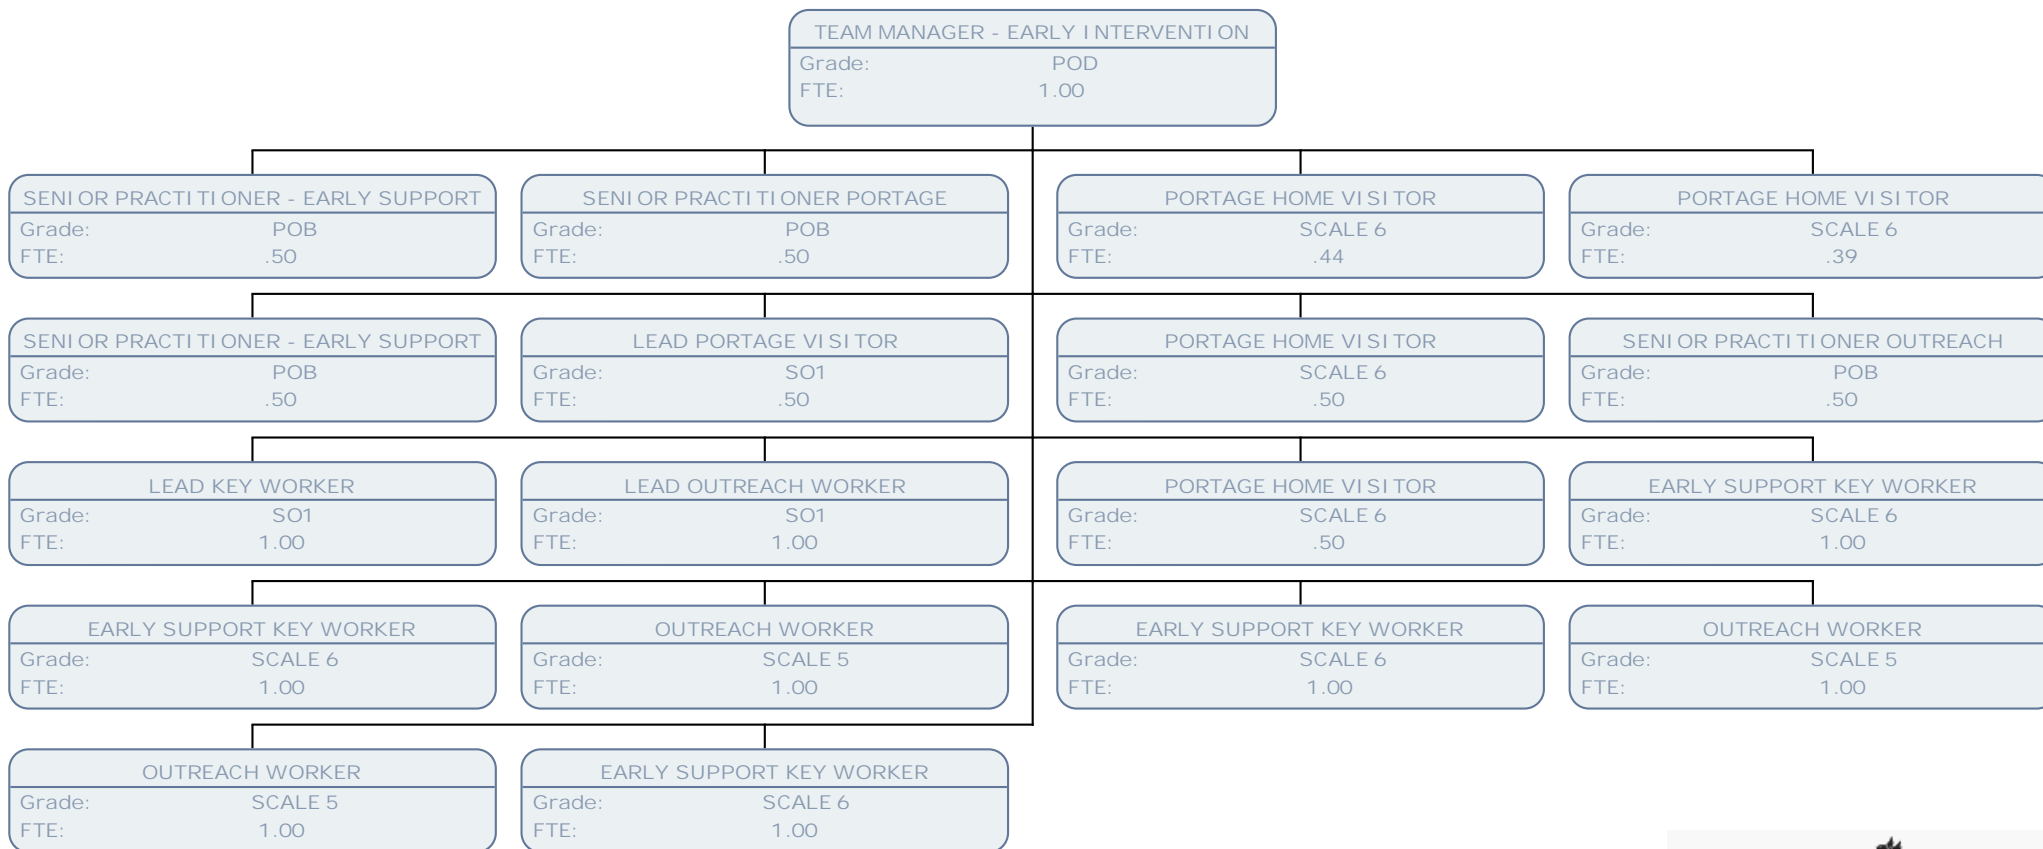 TEAM MANAGER - EARLY INTERVENTION
Grade: POD
FTE: 1.00
SENIOR PRACTITIONER - EARLY SUPPORT
Grade: POB
FTE: .50
SENIOR PRACTITIONER PORTAGE
Grade: POB
FTE: .50
PORTAGE HOME VISITOR
Grade: SCALE 6
FTE: .44
PORTAGE HOME VISITOR
Grade: SCALE 6
FTE: .39
SENIOR PRACTITIONER - EARLY SUPPORT
Grade: POB
FTE: .50
LEAD PORTAGE VISITOR
Grade: SO1
FTE: .50
PORTAGE HOME VISITOR
Grade: SCALE 6
FTE: .50
SENIOR PRACTITIONER OUTREACH
Grade: POB
FTE: .50
LEAD KEY WORKER
Grade: SO1
FTE: 1.00
LEAD OUTREACH WORKER
Grade: SO1
FTE: 1.00
PORTAGE HOME VISITOR
Grade: SCALE 6
FTE: .50
EARLY SUPPORT KEY WORKER
Grade: SCALE 6
FTE: 1.00
EARLY SUPPORT KEY WORKER
Grade: SCALE 6
FTE: 1.00
OUTREACH WORKER
Grade: SCALE 5
FTE: 1.00
EARLY SUPPORT KEY WORKER
Grade: SCALE 6
FTE: 1.00
OUTREACH WORKER
Grade: SCALE 5
FTE: 1.00
OUTREACH WORKER
Grade: SCALE 5
FTE: 1.00
EARLY SUPPORT KEY WORKER
Grade: SCALE 6
FTE: 1.00